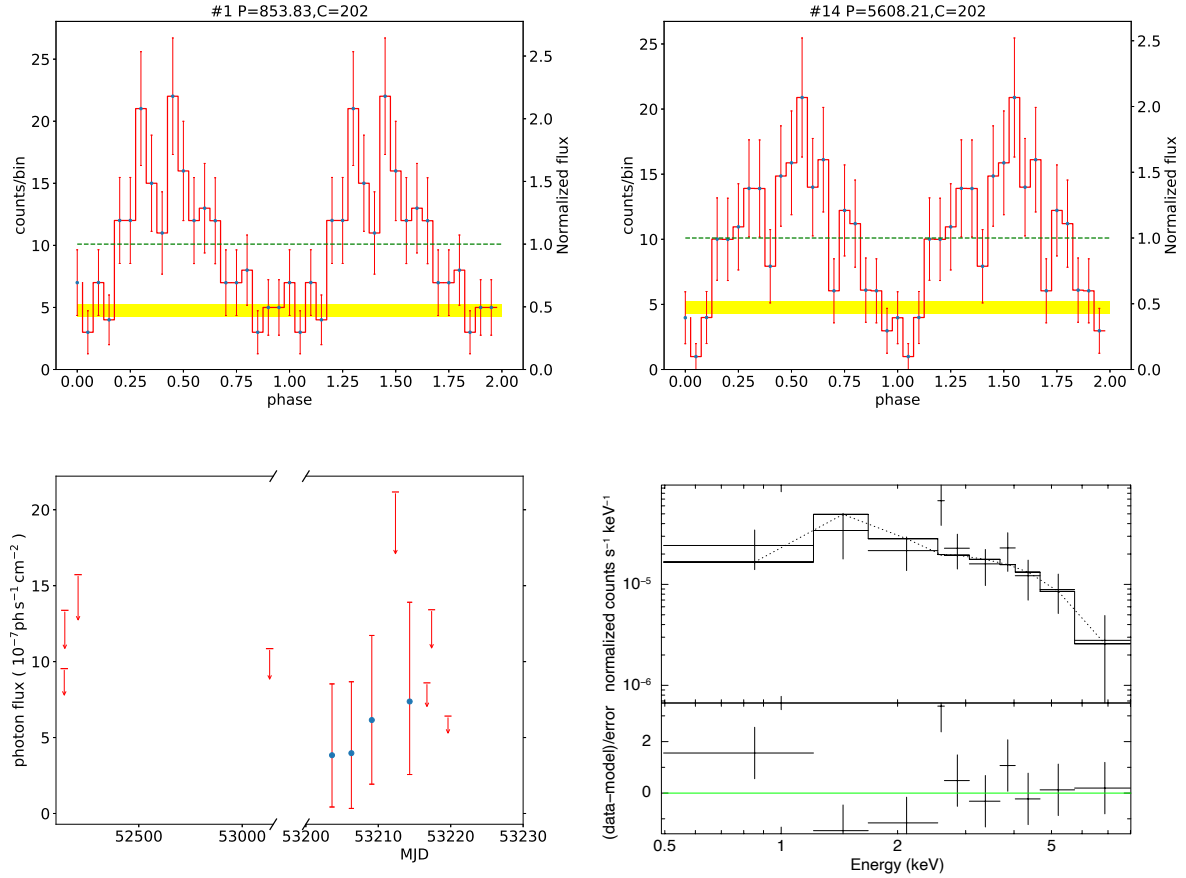 #1 P=853.83,C=202
25
20
15
10
5
0
counts/bin
2.5
2.0
1.5
1.0
0.5
0.0
Normalized flux
0.00 0.25 0.50 0.75 1.00 1.25 1.50 1.75 2.00
phase
#14 P=5608.21,C=202
25
20
15
10
5
0
counts/bin
2.5
2.0
1.5
1.0
0.5
0.0
Normalized flux
0.00 0.25 0.50 0.75 1.00 1.25 1.50 1.75 2.00
phase
20
15
10
5
0
photon flux ( 10⁻⁷ph s⁻¹ cm⁻² )
52500 53000 53200 53210 53220 53230
MJD
10⁻⁵
10⁻⁶
normalized counts s⁻¹ keV⁻¹
2
0
(data−model)/error
0.5 1 2 5
Energy (keV)